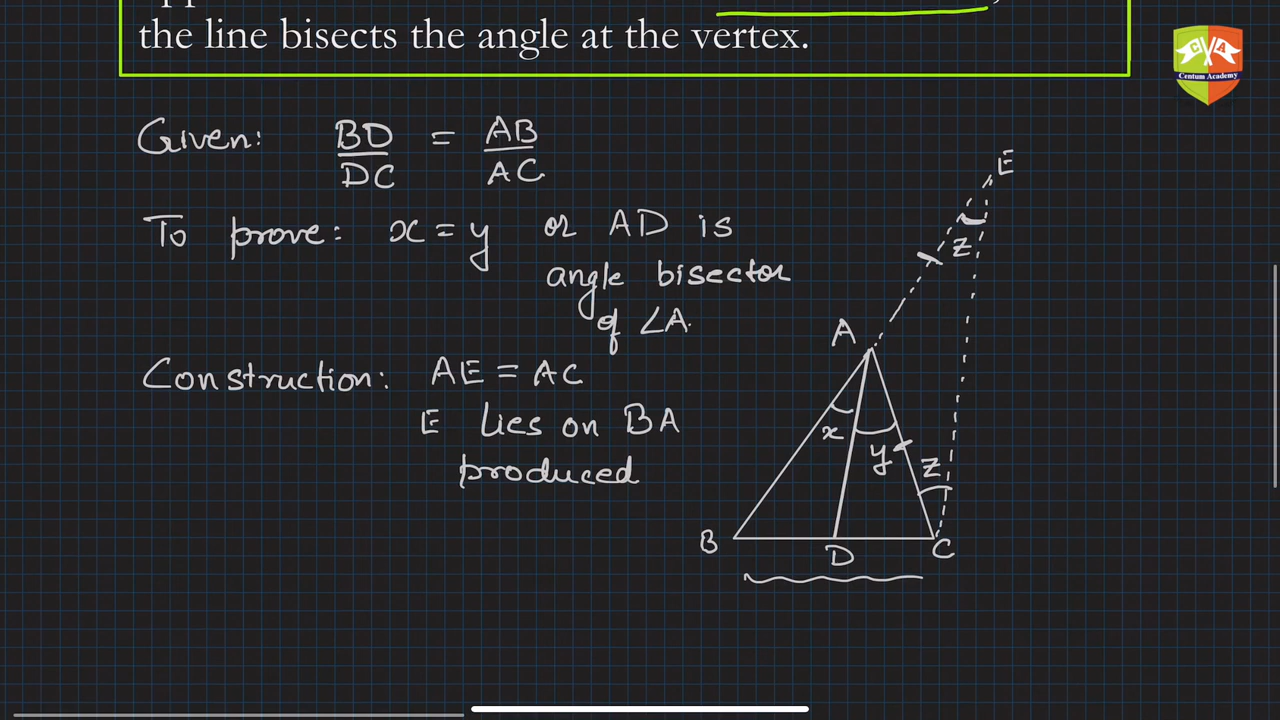 the line bisects the angle at the vertex.
C A
Centum Academy
Given: BD/DC = AB/AC
To prove: x = y or AD is
angle bisector
of ∠A.
Construction: AE = AC
E lies on BA
produced
E
z
A
x
y
z
B
D
C